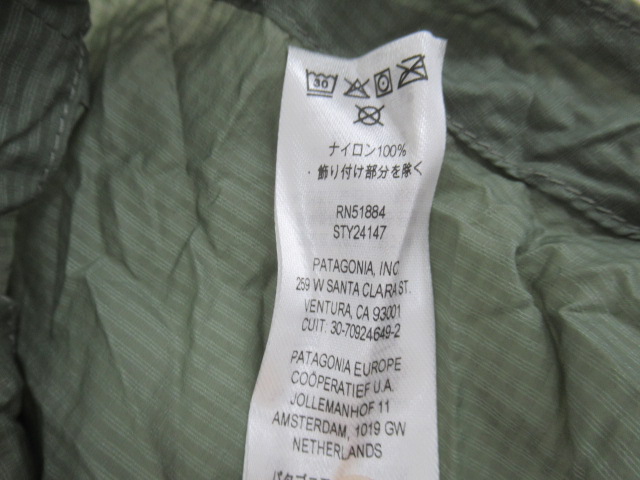 30
ナイロン100%
・飾り付け部分を除く
RN51884
STY24147
PATAGONIA, INC
259 W SANTA CLARA ST.
VENTURA, CA 93001
CUIT: 30-70924649-2
PATAGONIA EUROPE
COÖPERATIEF U.A.
JOLLEMANHOF 11
AMSTERDAM, 1019 GW
NETHERLANDS